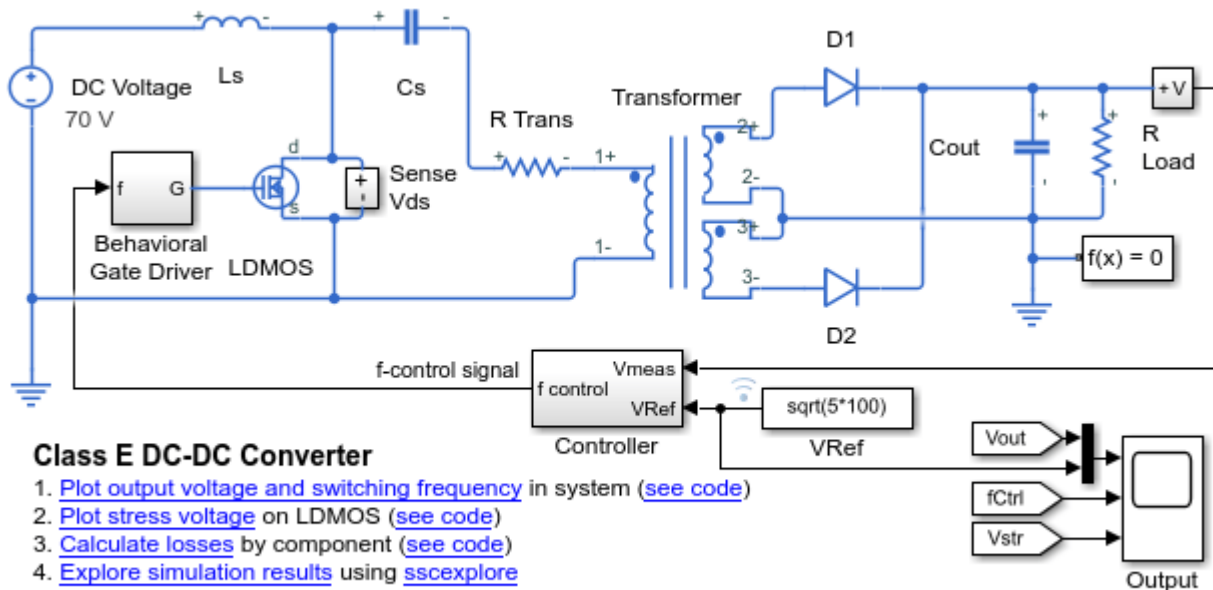 + -
Ls
+ -
Cs
DC Voltage
70 V
+
-
R Trans
+ -
Transformer
1+
1-
2+
2-
3+
3-
D1
D2
Cout
+
-
+
-
R
Load
+V
f(x) = 0
f G
Behavioral
Gate Driver
d
s
LDMOS
+
-
Sense
Vds
f-control signal
f control
Vmeas
VRef
Controller
sqrt(5*100)
VRef
Vout
fCtrl
Vstr
Output
Class E DC-DC Converter
1. Plot output voltage and switching frequency in system (see code)
2. Plot stress voltage on LDMOS (see code)
3. Calculate losses by component (see code)
4. Explore simulation results using sscexplore